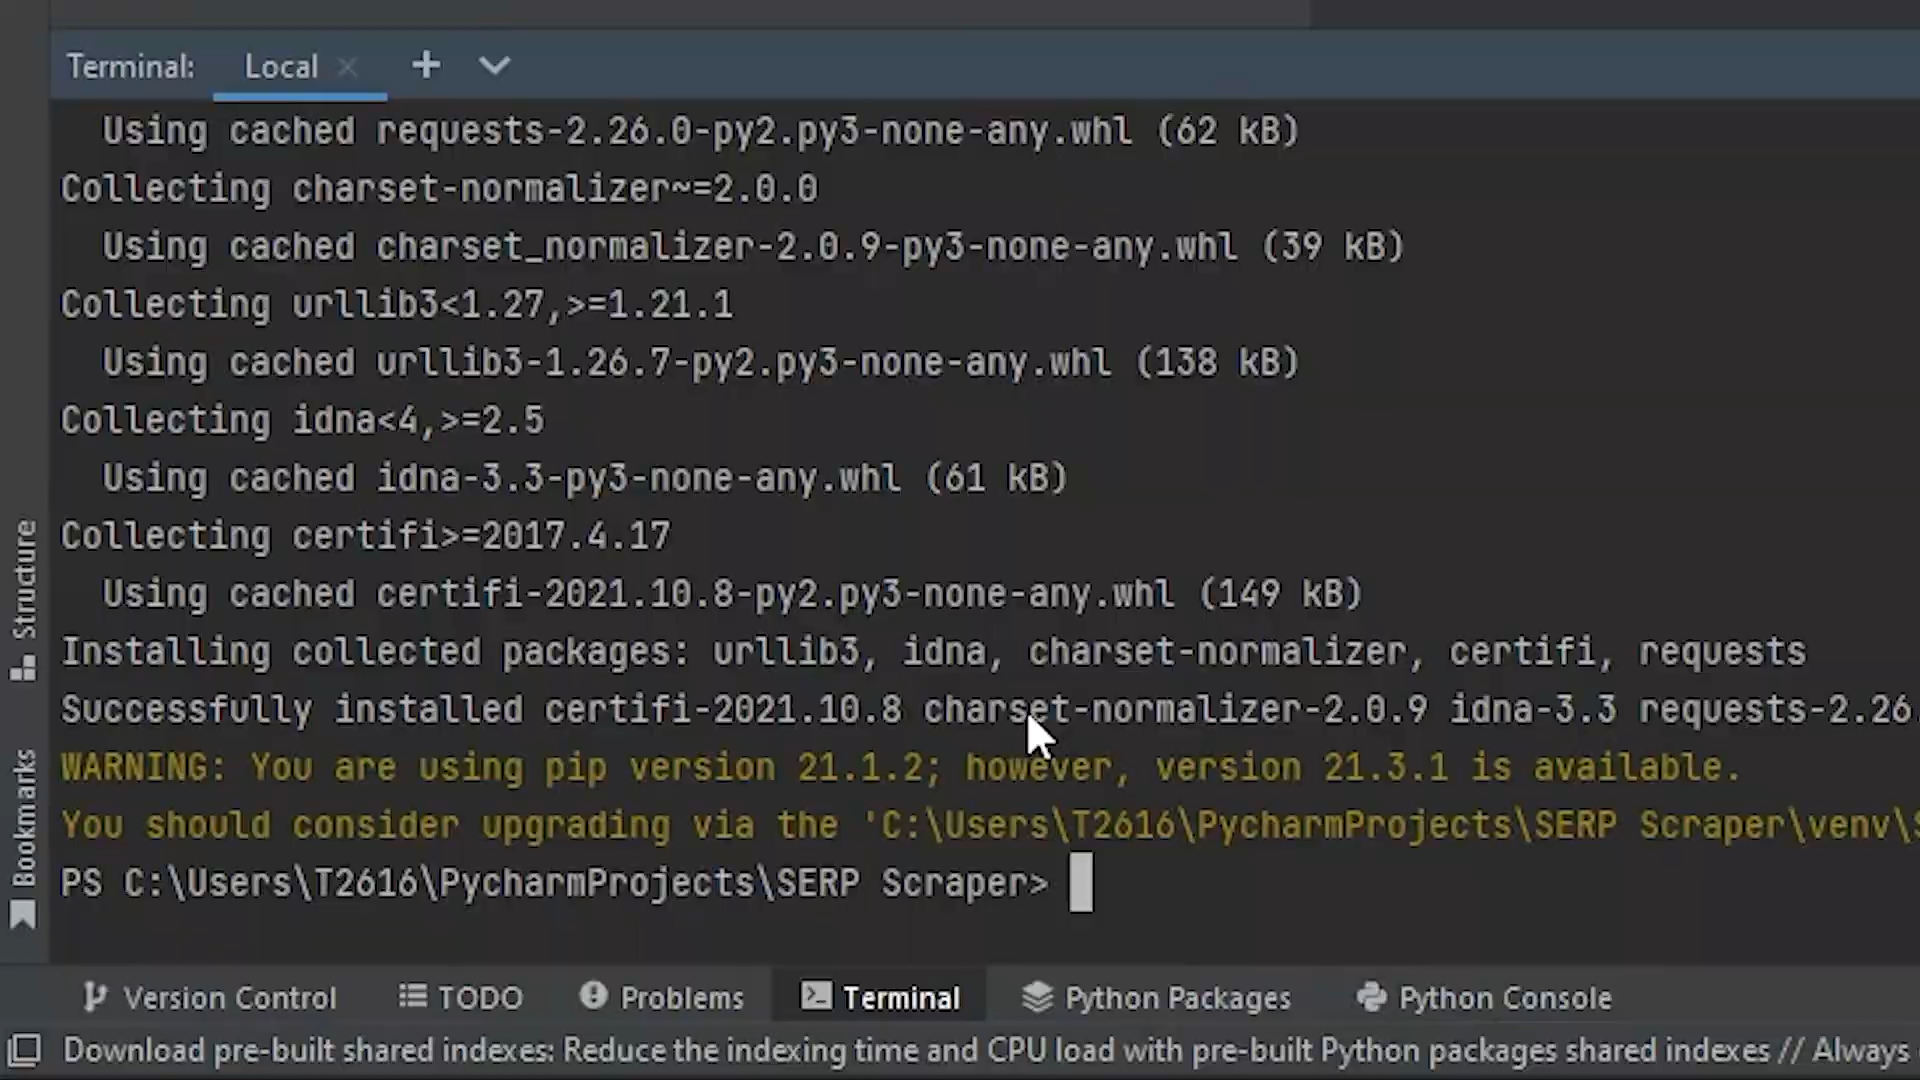 Terminal: Local
Using cached requests-2.26.0-py2.py3-none-any.whl (62 kB)
Collecting charset-normalizer~=2.0.0
Using cached charset_normalizer-2.0.9-py3-none-any.whl (39 kB)
Collecting urllib3<1.27,>=1.21.1
Using cached urllib3-1.26.7-py2.py3-none-any.whl (138 kB)
Collecting idna<4,>=2.5
Using cached idna-3.3-py3-none-any.whl (61 kB)
Collecting certifi>=2017.4.17
Using cached certifi-2021.10.8-py2.py3-none-any.whl (149 kB)
Installing collected packages: urllib3, idna, charset-normalizer, certifi, requests
Successfully installed certifi-2021.10.8 charset-normalizer-2.0.9 idna-3.3 requests-2.26.
WARNING: You are using pip version 21.1.2; however, version 21.3.1 is available.
You should consider upgrading via the 'C:\Users\T2616\PycharmProjects\SERP Scraper\venv\S
PS C:\Users\T2616\PycharmProjects\SERP Scraper>
Structure
Bookmarks
Version Control TODO Problems Terminal Python Packages Python Console
Download pre-built shared indexes: Reduce the indexing time and CPU load with pre-built Python packages shared indexes // Always